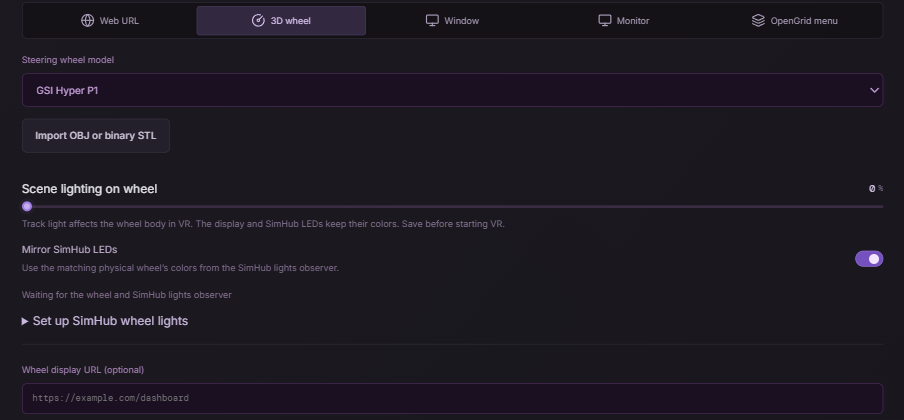 Web URL
3D wheel
Window
Monitor
OpenGrid menu
Steering wheel model
GSI Hyper P1
Import OBJ or binary STL
Scene lighting on wheel
0 %
Track light affects the wheel body in VR. The display and SimHub LEDs keep their colors. Save before starting VR.
Mirror SimHub LEDs
Use the matching physical wheel's colors from the SimHub lights observer.
Waiting for the wheel and SimHub lights observer
Set up SimHub wheel lights
Wheel display URL (optional)
https://example.com/dashboard